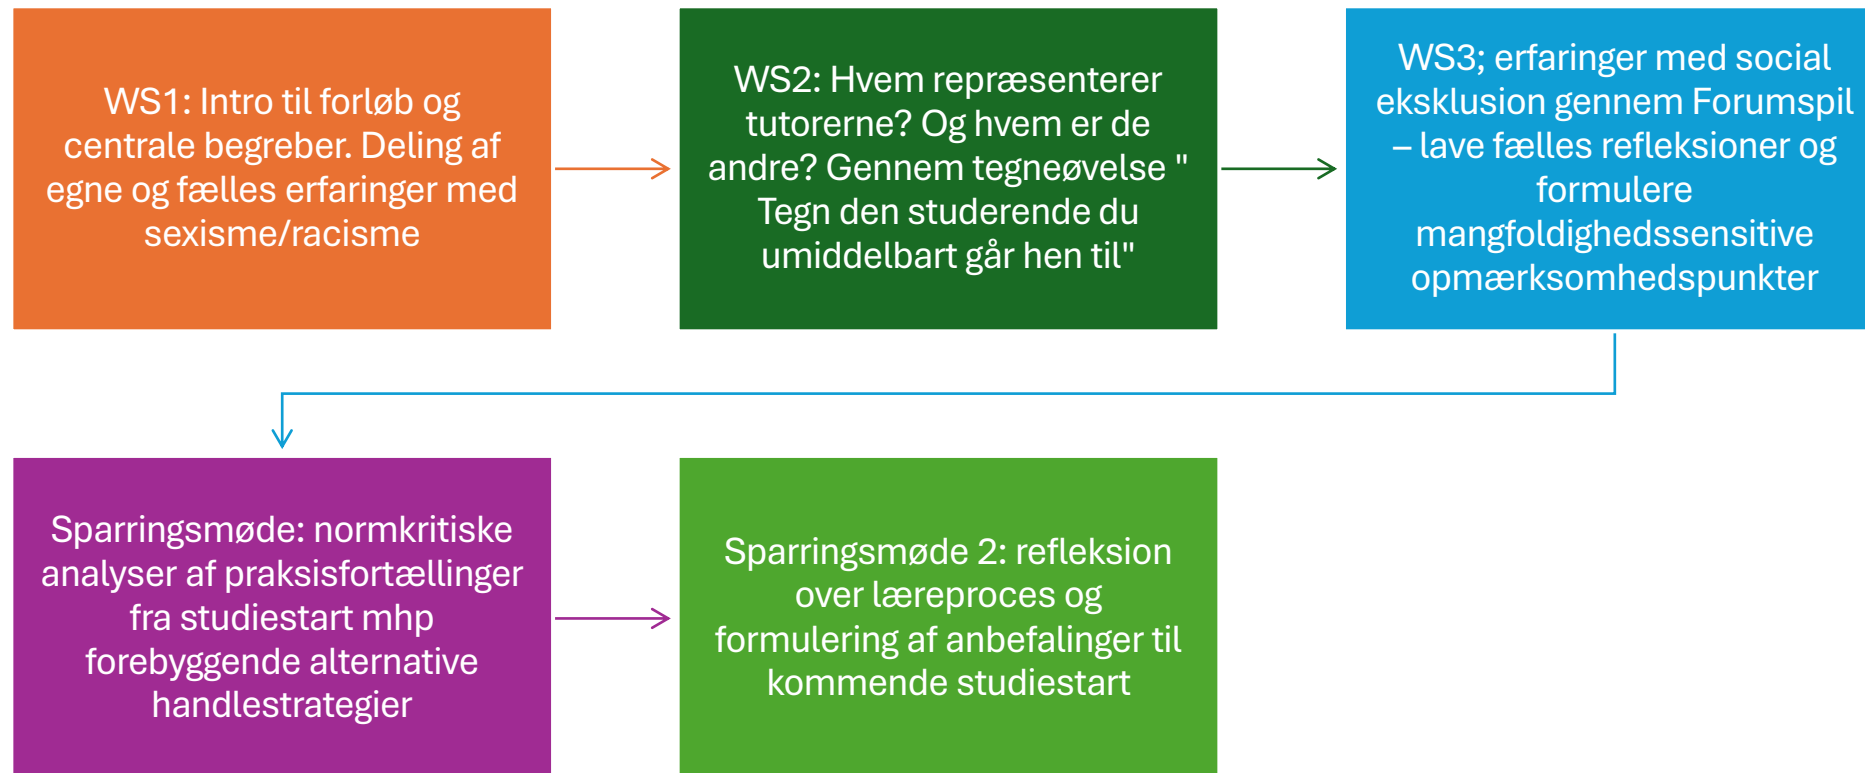 WS1: Intro til forløb og
centrale begreber. Deling af
egne og fælles erfaringer med
sexisme/racisme
WS2: Hvem repræsenterer
tutorerne? Og hvem er de
andre? Gennem tegneøvelse "
Tegn den studerende du
umiddelbart går hen til"
WS3; erfaringer med social
eksklusion gennem Forumspil
– lave fælles refleksioner og
formulere
mangfoldighedssensitive
opmærksomhedspunkter
Sparringsmøde: normkritiske
analyser af praksisfortællinger
fra studiestart mhp
forebyggende alternative
handlestrategier
Sparringsmøde 2: refleksion
over læreproces og
formulering af anbefalinger til
kommende studiestart